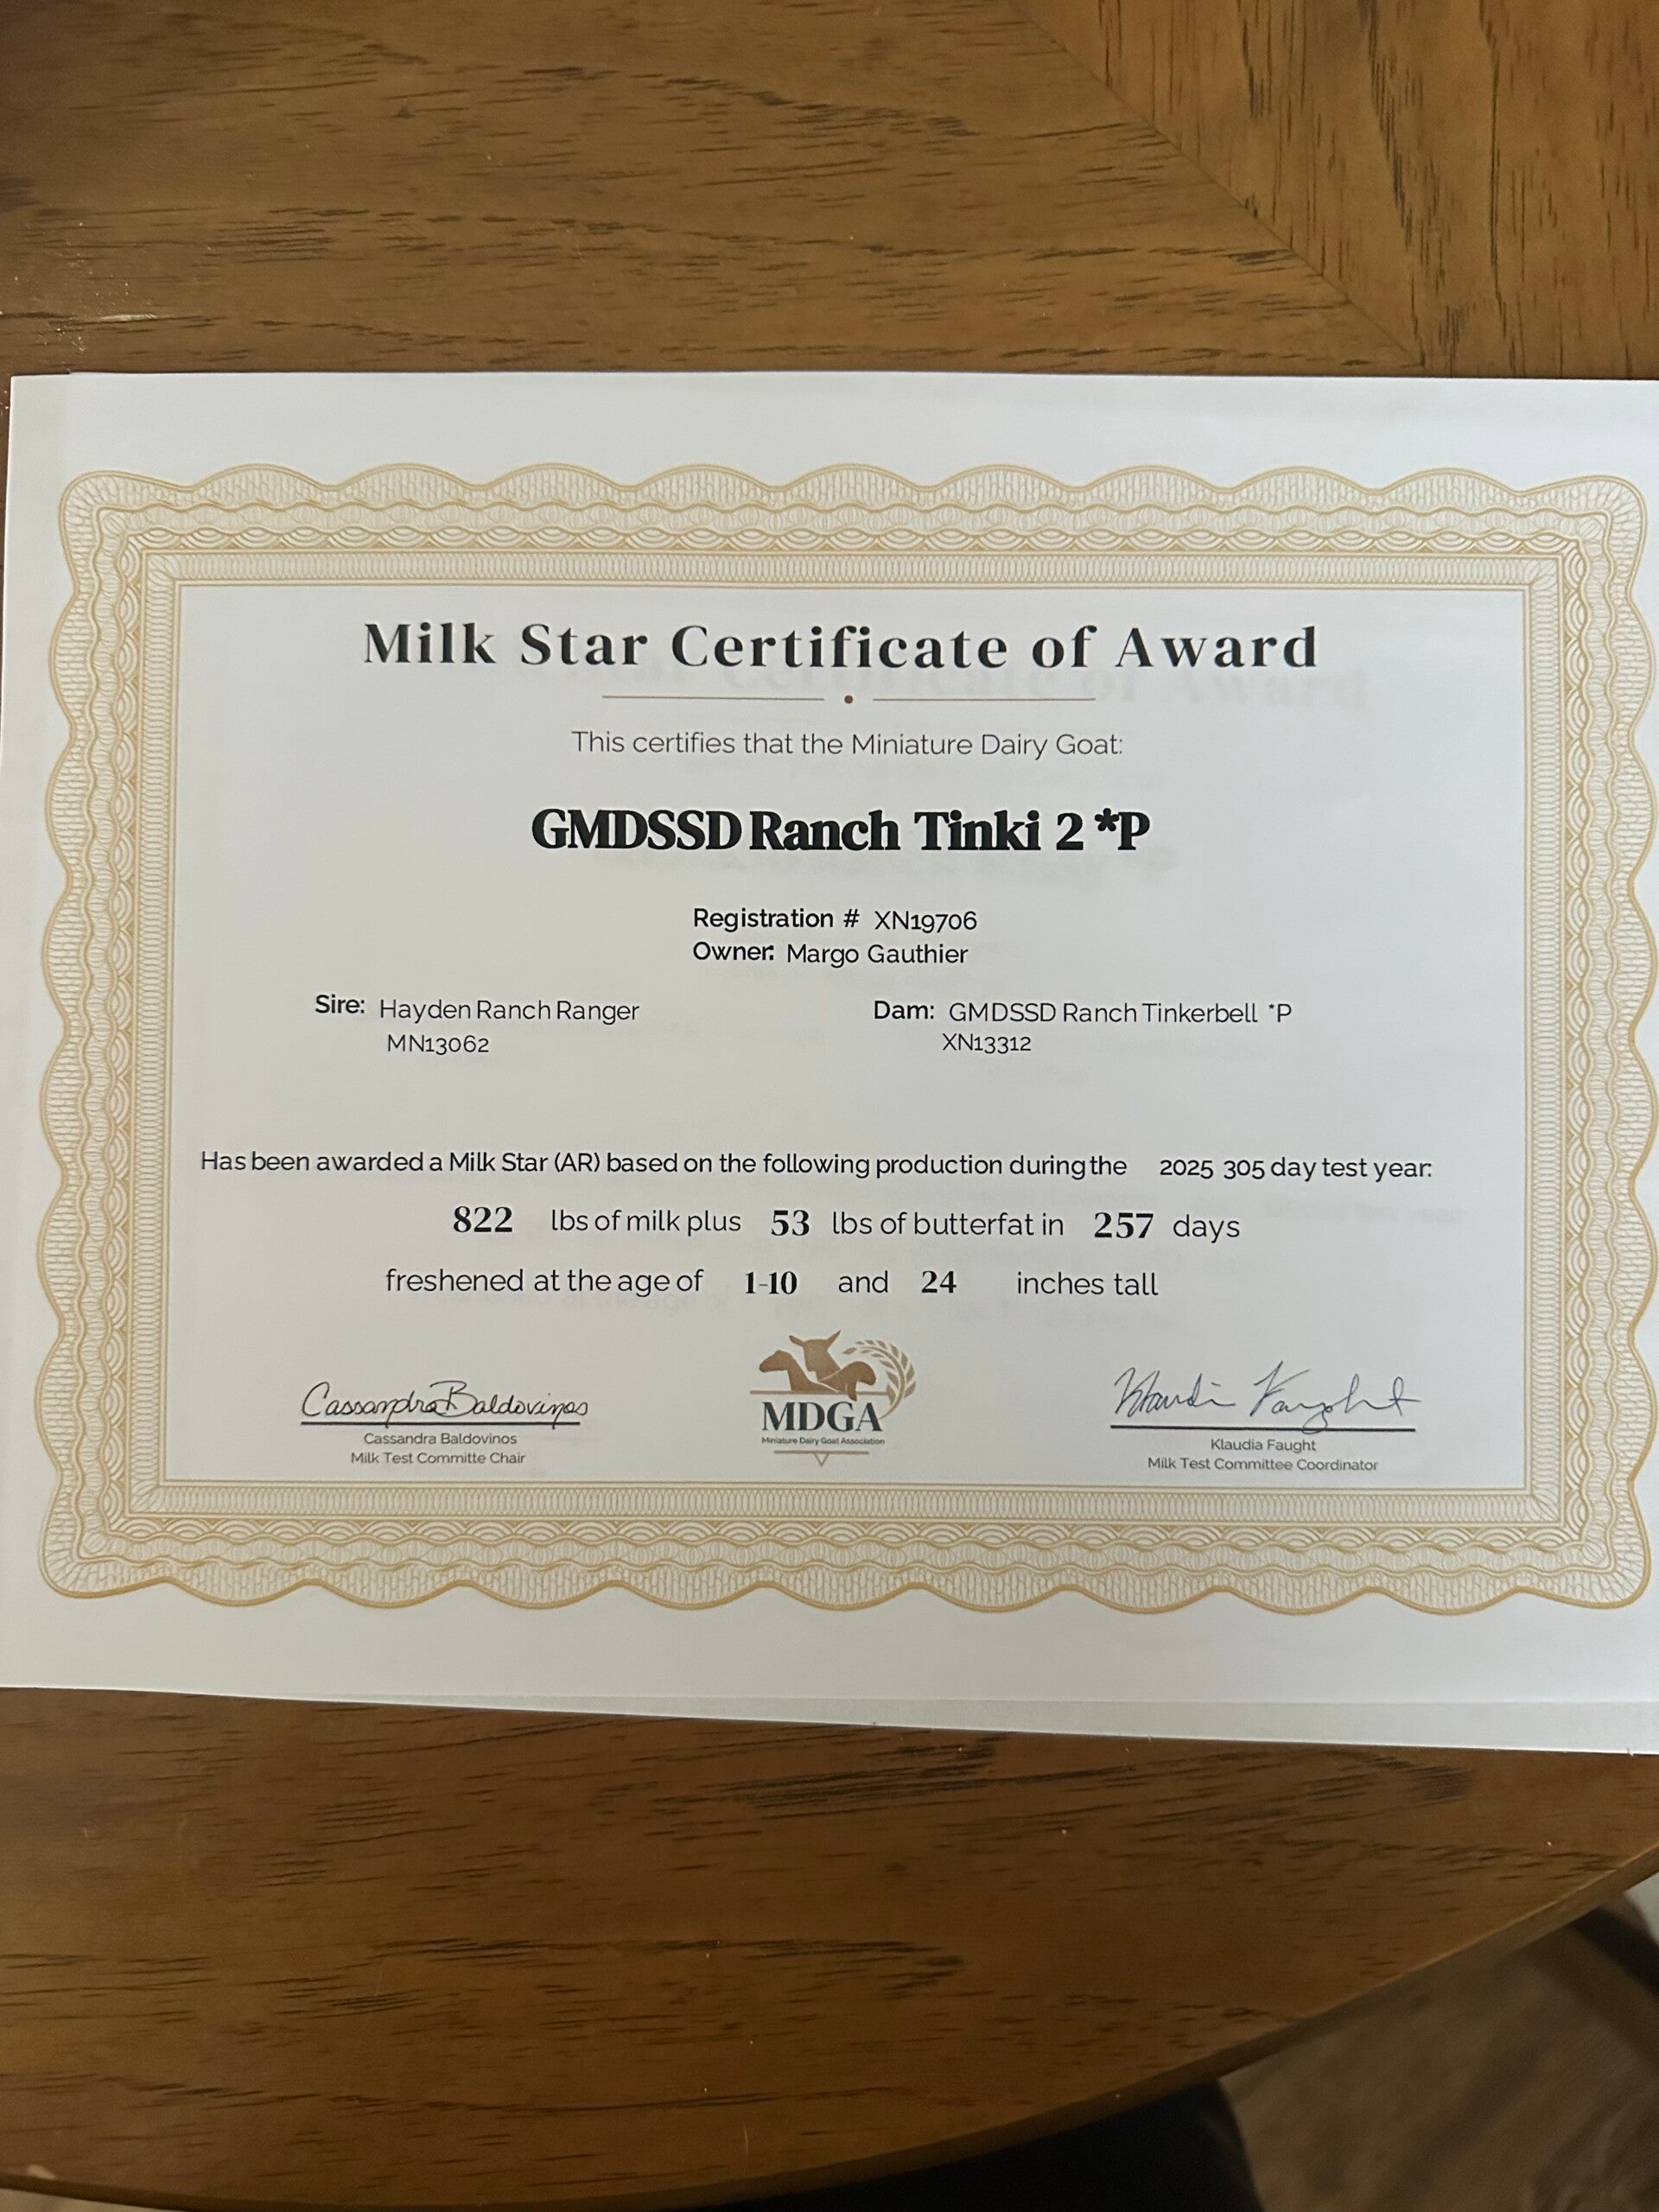 Milk Star Certificate of Award
This certifies that the Miniature Dairy Goat:
GMDSSD Ranch Tinki 2 *P
Registration # XN19706
Owner: Margo Gauthier
Sire: Hayden Ranch Ranger
MN13062
Dam: GMDSSD Ranch Tinkerbell *P
XN13312
Has been awarded a Milk Star (AR) based on the following production during the 2025 305 day test year:
822 lbs of milk plus 53 lbs of butterfat in 257 days
freshened at the age of 1-10 and 24 inches tall
Cassandra Baldovinos
Cassandra Baldovinos
Milk Test Committe Chair
MDGA
Miniature Dairy Goat Association
Klaudia Faught
Klaudia Faught
Milk Test Committee Coordinator